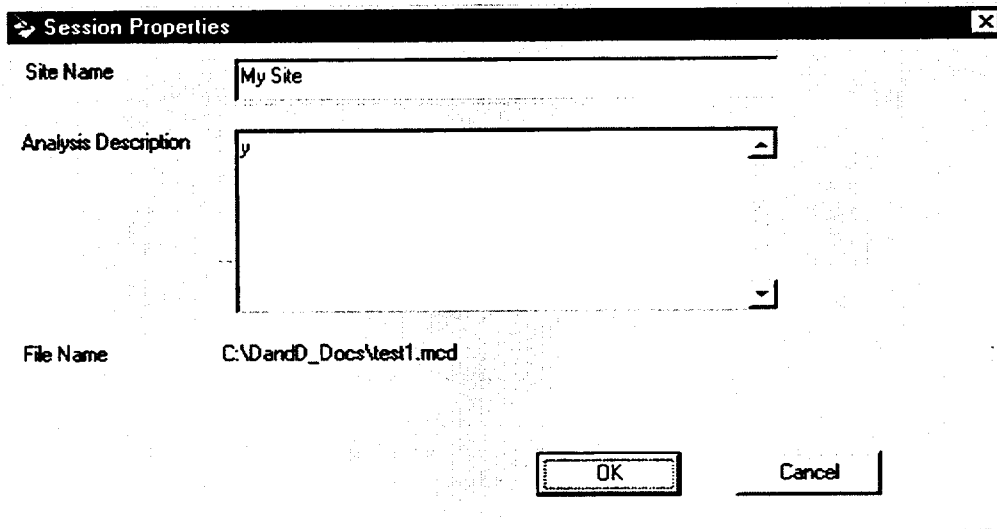 Session Properties
Site Name
My Site
Analysis Description
y
File Name
C:\DandD_Docs\test1.mcd
OK
Cancel